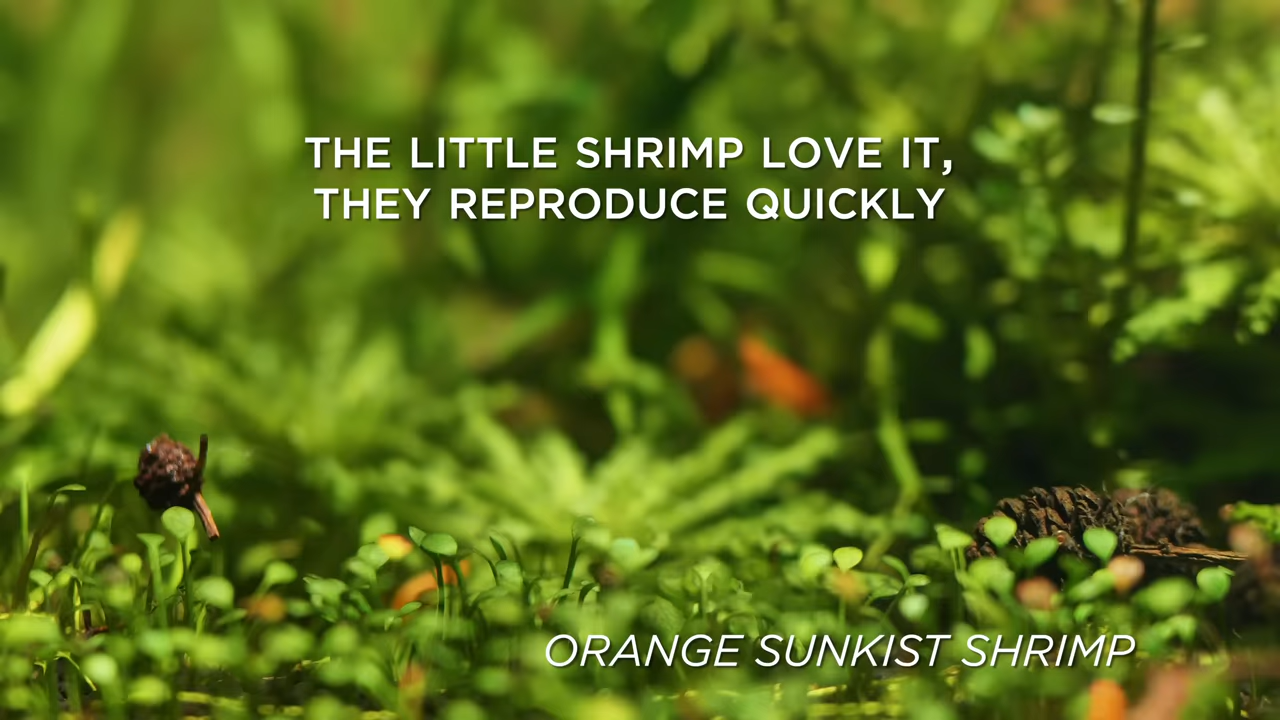 THE LITTLE SHRIMP LOVE IT,
THEY REPRODUCE QUICKLY
ORANGE SUNKIST SHRIMP